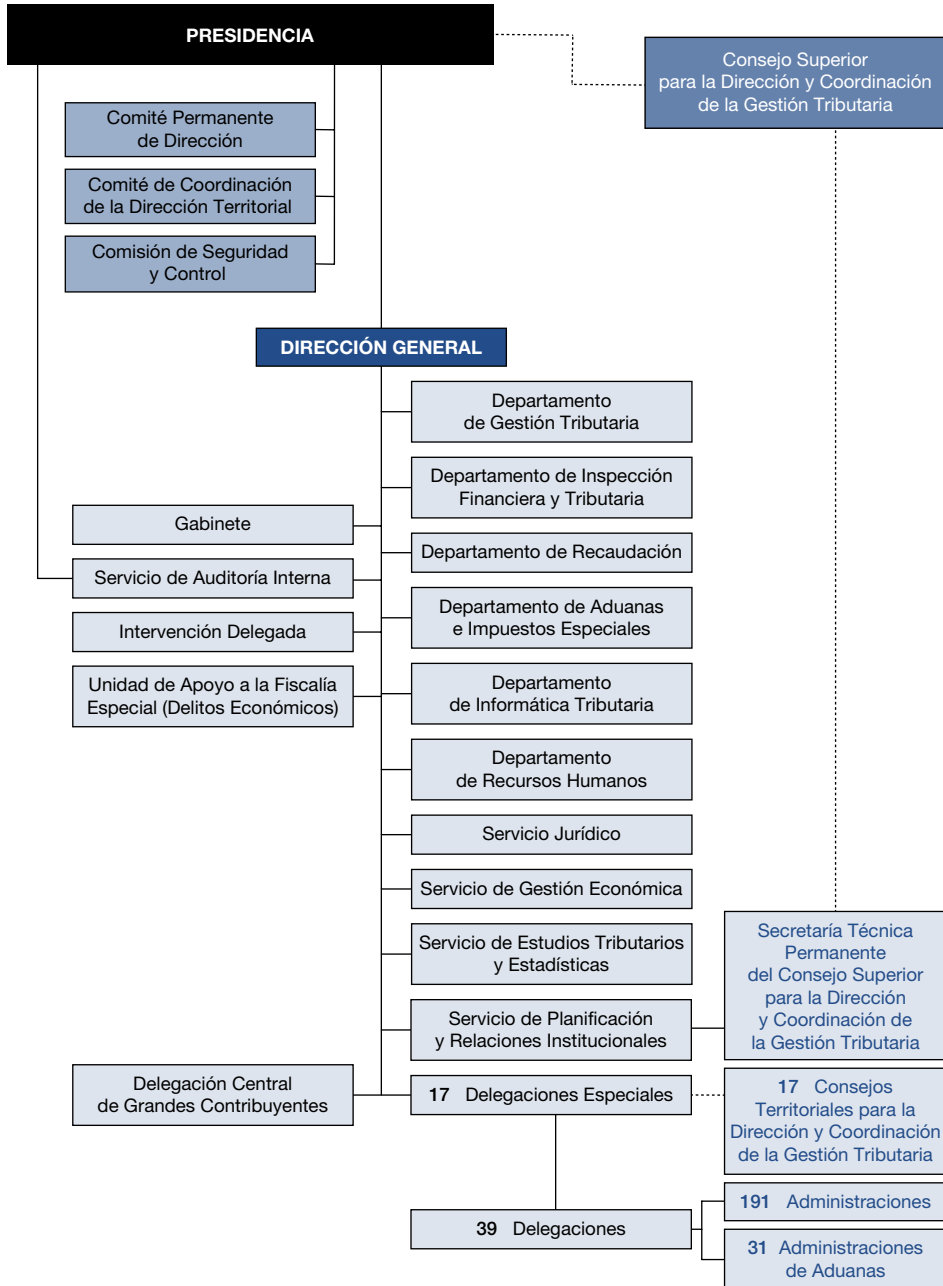 PRESIDENCIA
Consejo Superior
para la Dirección y Coordinación
de la Gestión Tributaria
Comité Permanente
de Dirección
Comité de Coordinación
de la Dirección Territorial
Comisión de Seguridad
y Control
DIRECCIÓN GENERAL
Departamento
de Gestión Tributaria
Departamento de Inspección
Financiera y Tributaria
Gabinete
Departamento de Recaudación
Servicio de Auditoría Interna
Departamento de Aduanas
e Impuestos Especiales
Intervención Delegada
Unidad de Apoyo a la Fiscalía
Especial (Delitos Económicos)
Departamento
de Informática Tributaria
Departamento
de Recursos Humanos
Servicio Jurídico
Servicio de Gestión Económica
Servicio de Estudios Tributarios
y Estadísticas
Servicio de Planificación
y Relaciones Institucionales
Secretaría Técnica
Permanente
del Consejo Superior
para la Dirección
y Coordinación de
la Gestión Tributaria
Delegación Central
de Grandes Contribuyentes
17 Delegaciones Especiales
17 Consejos
Territoriales para la
Dirección y Coordinación
de la Gestión Tributaria
39 Delegaciones
191 Administraciones
31 Administraciones
de Aduanas